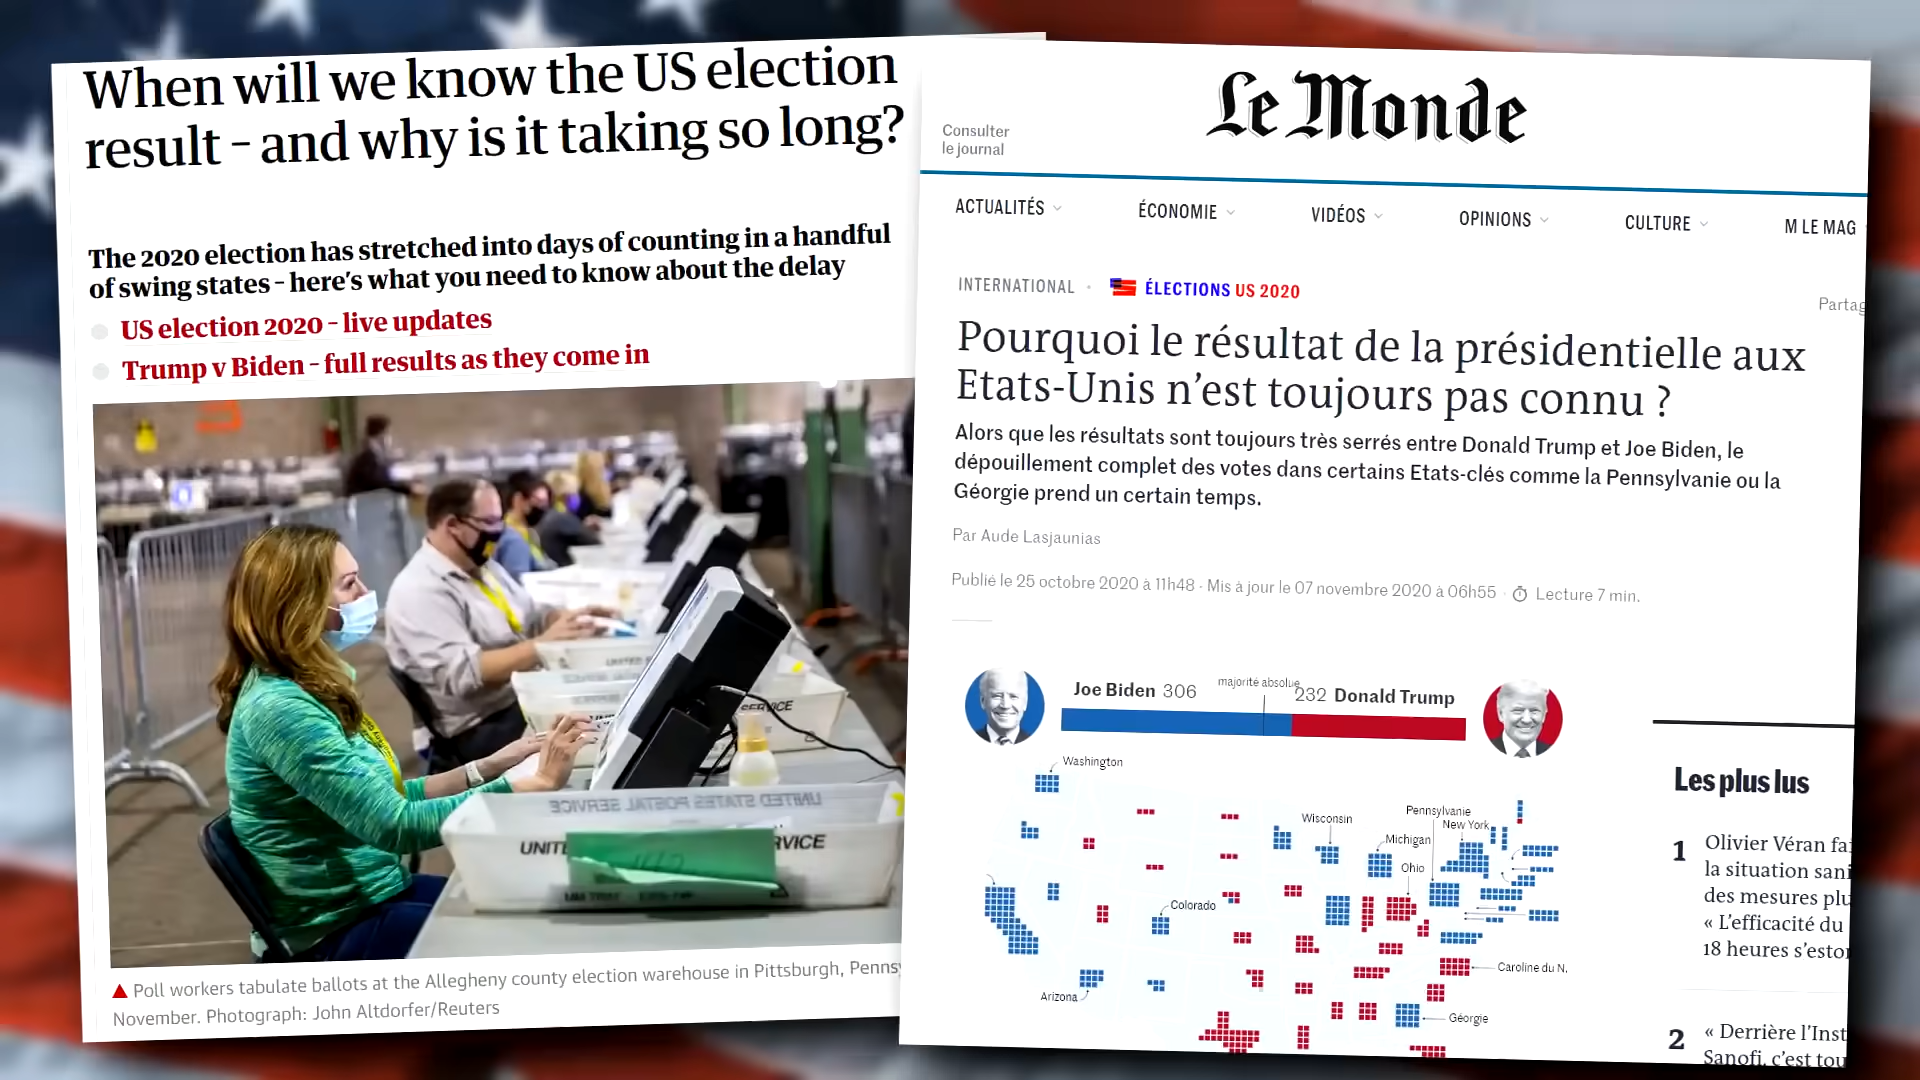 When will we know the US election
result – and why is it taking so long?
The 2020 election has stretched into days of counting in a handful
of swing states – here's what you need to know about the delay
US election 2020 – live updates
Trump v Biden – full results as they come in
UNITED STATES POSTAL SERVICE
Poll workers tabulate ballots at the Allegheny county election warehouse in Pittsburgh, Pennsy
November. Photograph: John Altdorfer/Reuters
Le Monde
Consulter
le journal
ACTUALITÉS ÉCONOMIE VIDÉOS OPINIONS CULTURE M LE MAG
INTERNATIONAL • ÉLECTIONS US 2020
Partag
Pourquoi le résultat de la présidentielle aux
Etats-Unis n'est toujours pas connu ?
Alors que les résultats sont toujours très serrés entre Donald Trump et Joe Biden, le
dépouillement complet des votes dans certains Etats-clés comme la Pennsylvanie ou la
Géorgie prend un certain temps.
Par Aude Lasjaunias
Publié le 25 octobre 2020 à 11h48 · Mis à jour le 07 novembre 2020 à 06h55 · Lecture 7 min.
Joe Biden 306 majorité absolue 232 Donald Trump
Washington
Pennsylvanie
Wisconsin
New York
Michigan
Ohio
Colorado
Caroline du N.
Arizona
Géorgie
Les plus lus
1 Olivier Véran fa
la situation sani
des mesures plu
« L'efficacité du
18 heures s'esto
2 « Derrière l'Inst
Sanofi, c'est tou